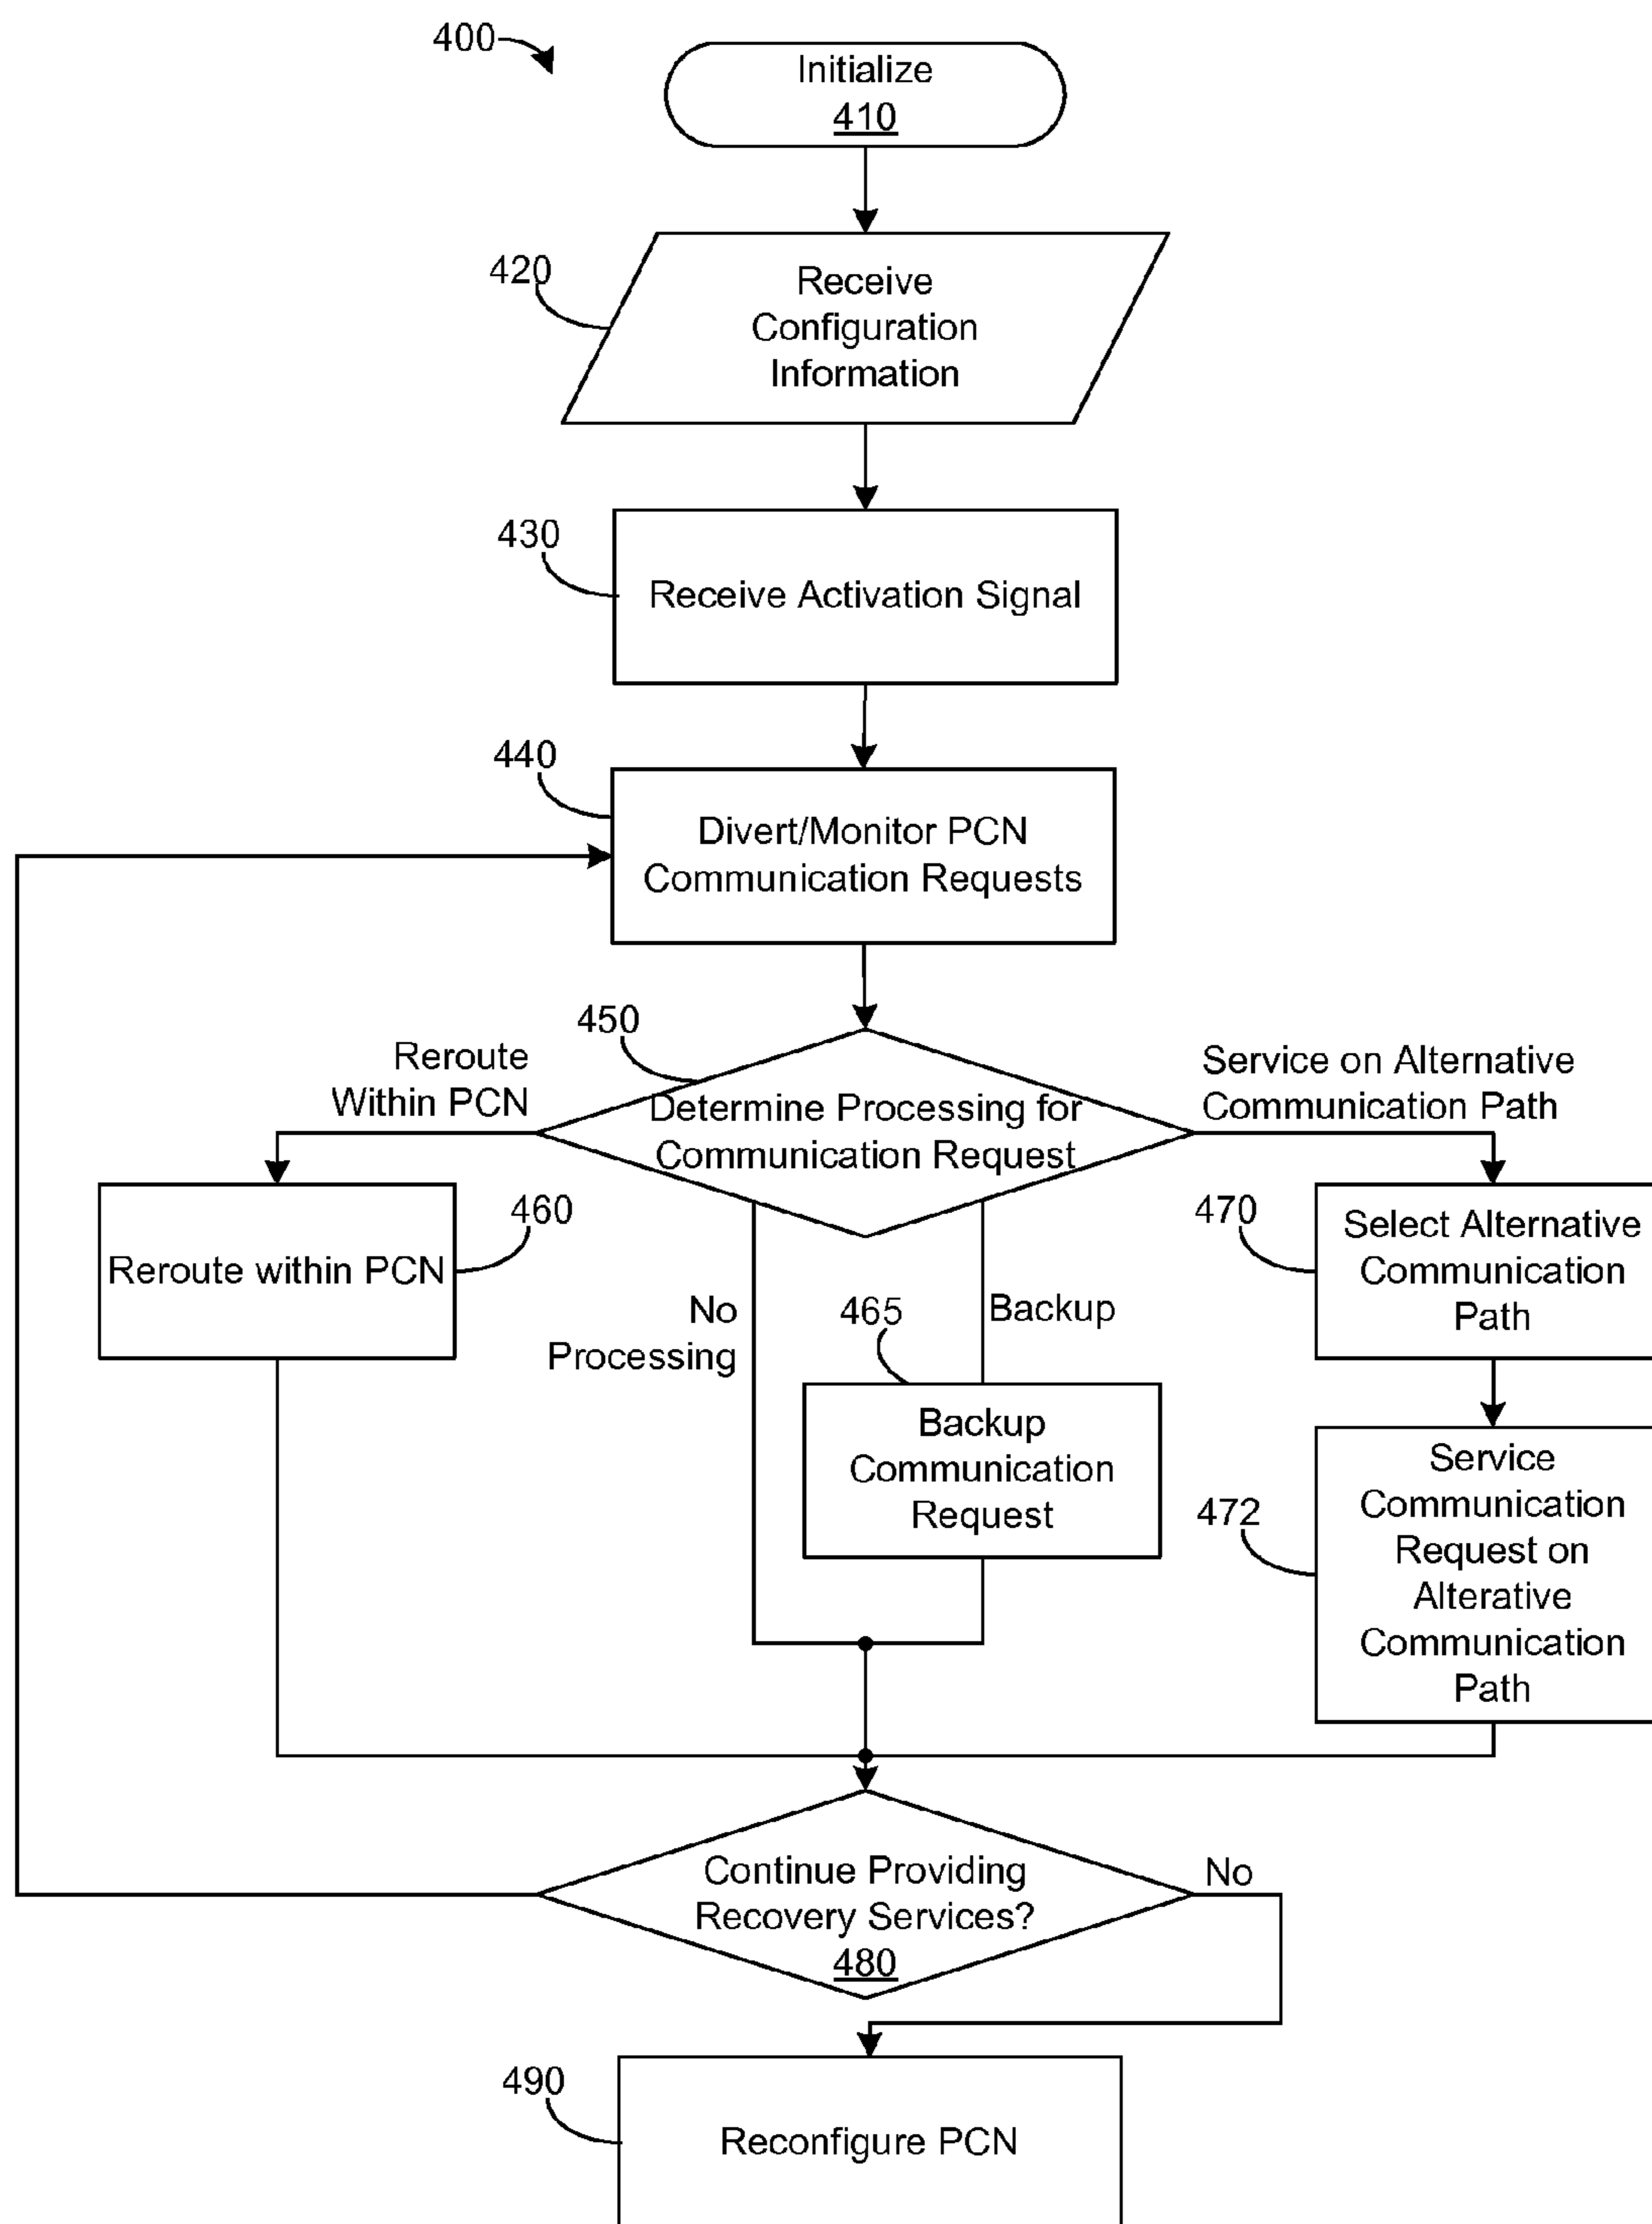 400
Initialize
410
420
Receive
Configuration
Information
430
Receive Activation Signal
440
Divert/Monitor PCN
Communication Requests
450
Reroute
Within PCN
Service on Alternative
Communication Path
Determine Processing for
Communication Request
460
Reroute within PCN
470
Select Alternative
Communication
Path
No
Processing
465
Backup
Backup
Communication
Request
472
Service
Communication
Request on
Alterative
Communication
Path
Continue Providing
Recovery Services?
480
No
490
Reconfigure PCN